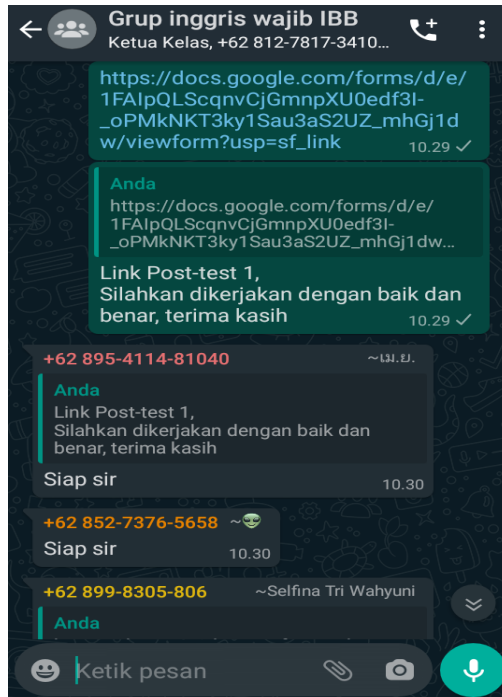 Grup inggris wajib IBB
Ketua Kelas, +62 812-7817-3410...
https://docs.google.com/forms/d/e/
1FAIpQLScqnvCjGmnpXU0edf3I-
_oPMkNKT3ky1Sau3aS2UZ_mhGj1d
w/viewform?usp=sf_link
10.29
Anda
https://docs.google.com/forms/d/e/
1FAIpQLScqnvCjGmnpXU0edf3I-
_oPMkNKT3ky1Sau3aS2UZ_mhGj1dw...
Link Post-test 1,
Silahkan dikerjakan dengan baik dan
benar, terima kasih
10.29
+62 895-4114-81040 ~เม.ย.
Anda
Link Post-test 1,
Silahkan dikerjakan dengan baik dan
benar, terima kasih
Siap sir
10.30
+62 852-7376-5658 ~👽
Siap sir
10.30
+62 899-8305-806 ~Selfina Tri Wahyuni
Anda
Ketik pesan